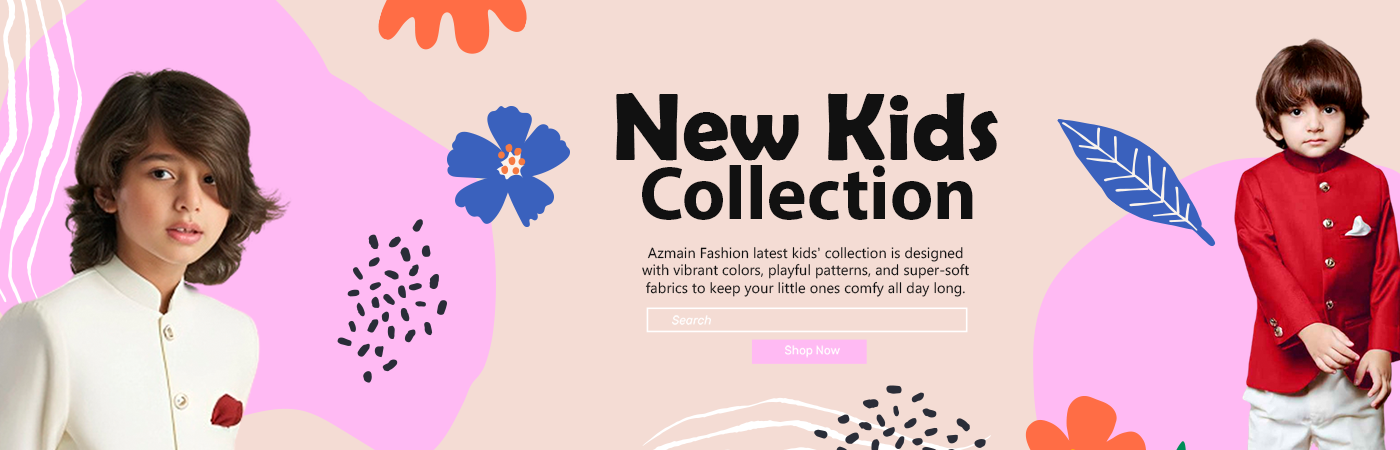 New Kids
Collection
Azmain Fashion latest kids' collection is designed
with vibrant colors, playful patterns, and super-soft
fabrics to keep your little ones comfy all day long.
Search
Shop Now